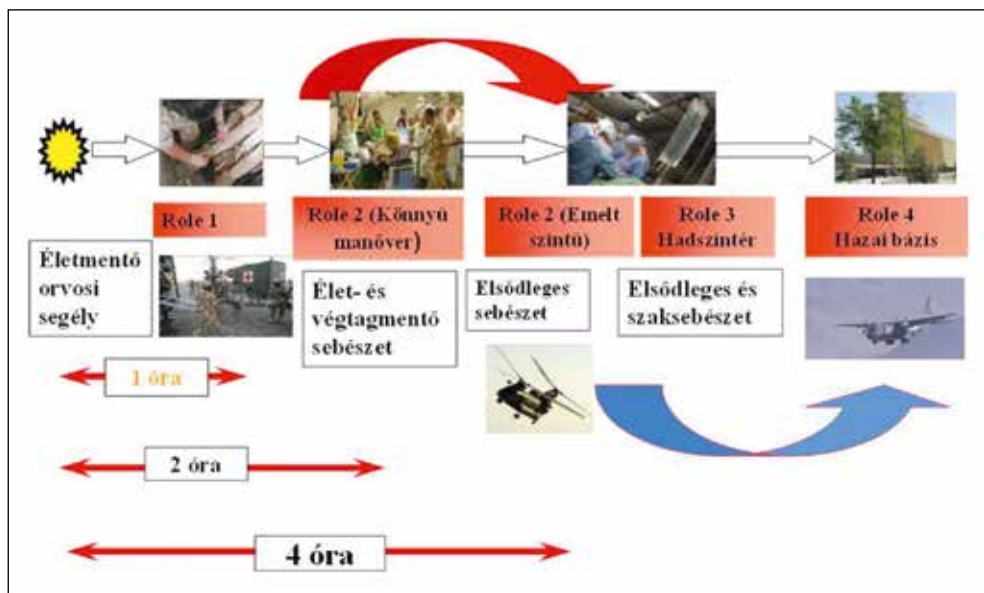 Role 1
Role 2 (Könnyű
manőver)
Role 2 (Emelt
szintű)
Role 3
Hadszíntér
Role 4
Hazai bázis
Életmentő
orvosi
segély
Élet- és
végtagmentő
sebészet
Elsődleges
sebészet
Elsődleges és
szaksebészet
1 óra
2 óra
4 óra